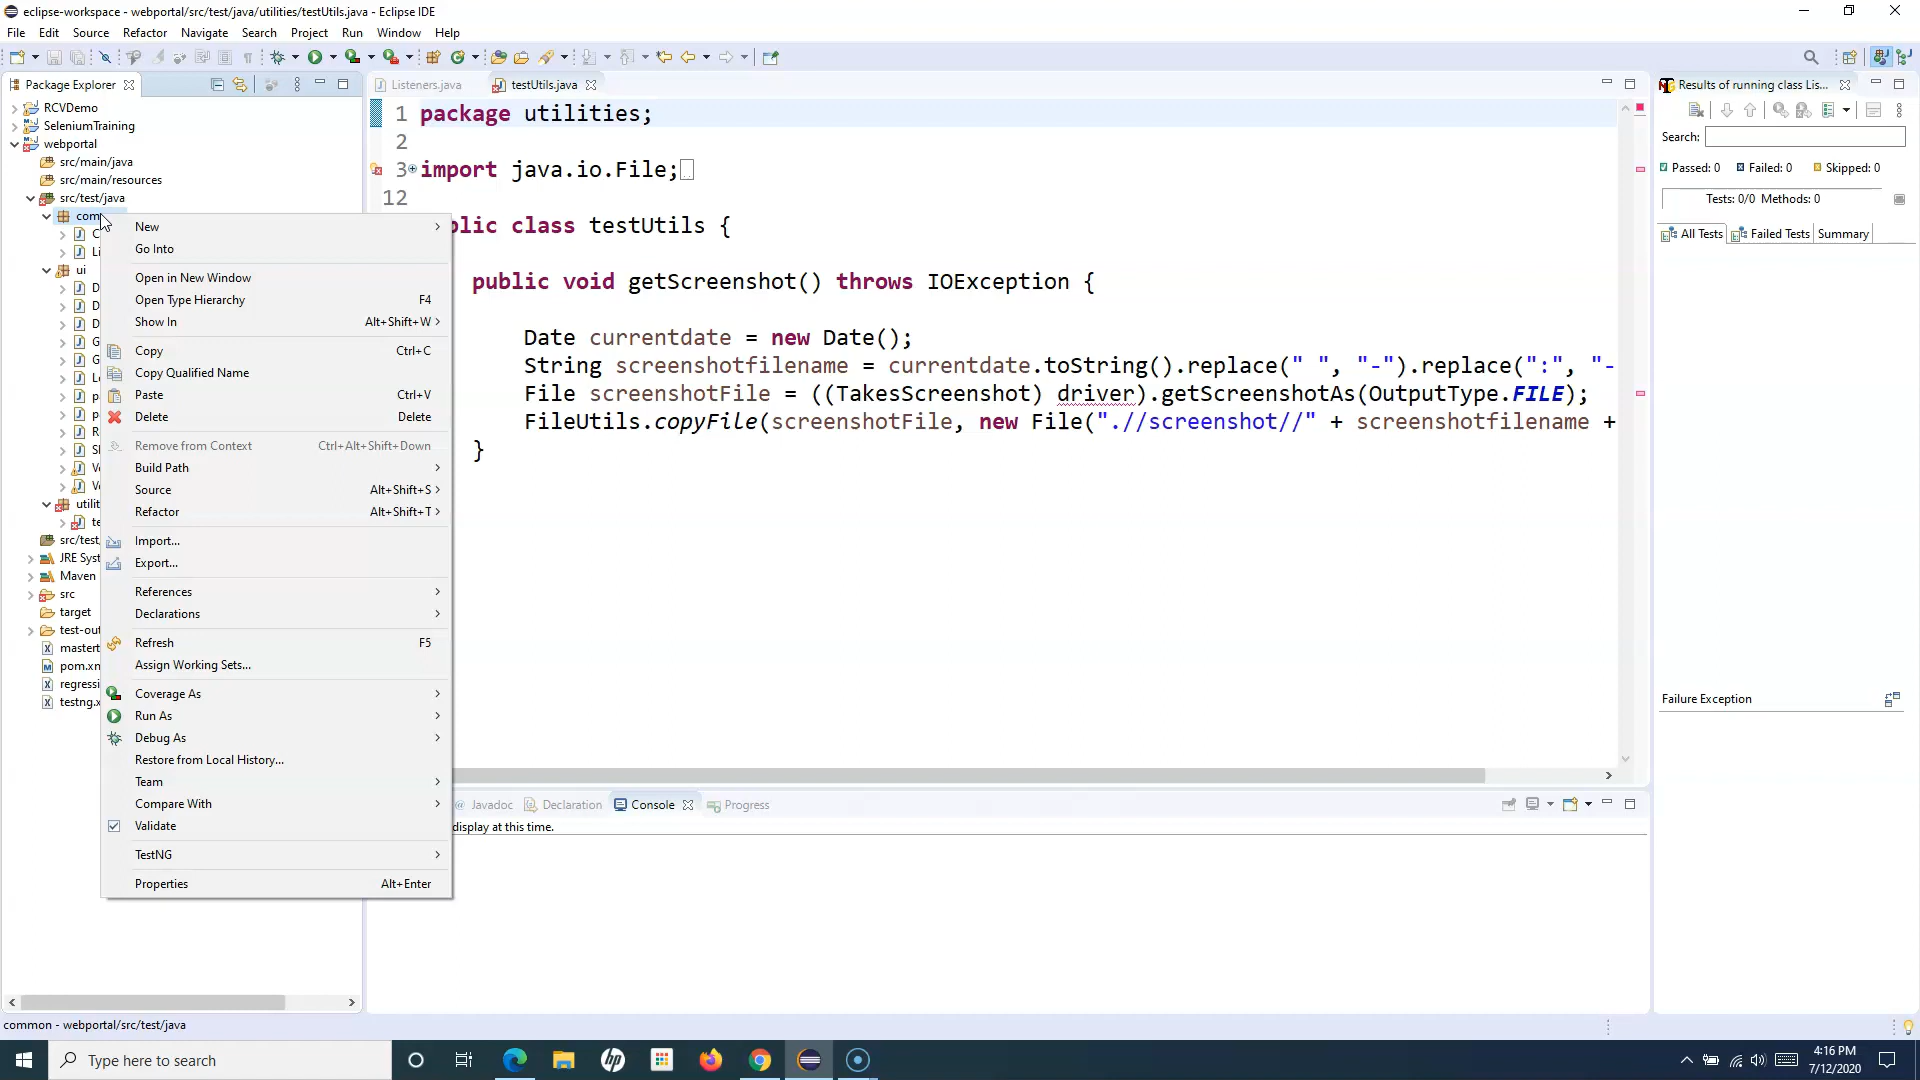 eclipse-workspace - webportal/src/test/java/utilities/testUtils.java - Eclipse IDE
File Edit Source Refactor Navigate Search Project Run Window Help
Package Explorer
RCVDemo
SeleniumTraining
webportal
src/main/java
src/main/resources
src/test/java
com
C
Li
ui
D
D
D
G
G
Lo
p
p
R
Sl
V
V
utilit
te
src/test
JRE Syst
Maven
src
target
test-out
mastert
pom.xm
regressi
testng.x
New
Go Into
Open in New Window
Open Type Hierarchy F4
Show In Alt+Shift+W
Copy Ctrl+C
Copy Qualified Name
Paste Ctrl+V
Delete Delete
Remove from Context Ctrl+Alt+Shift+Down
Build Path
Source Alt+Shift+S
Refactor Alt+Shift+T
Import...
Export...
References
Declarations
Refresh F5
Assign Working Sets...
Coverage As
Run As
Debug As
Restore from Local History...
Team
Compare With
Validate
TestNG
Properties Alt+Enter
Listeners.java testUtils.java
1 package utilities;
2
3 import java.io.File;
12
blic class testUtils {
public void getScreenshot() throws IOException {
Date currentdate = new Date();
String screenshotfilename = currentdate.toString().replace(" ", "-").replace(":", "-
File screenshotFile = ((TakesScreenshot) driver).getScreenshotAs(OutputType.FILE);
FileUtils.copyFile(screenshotFile, new File(".//screenshot//" + screenshotfilename +
}
@ Javadoc Declaration Console Progress
display at this time.
Results of running class Lis...
Search:
Passed: 0 Failed: 0 Skipped: 0
Tests: 0/0 Methods: 0
All Tests Failed Tests Summary
Failure Exception
common - webportal/src/test/java
Type here to search
hp
4:16 PM
7/12/2020